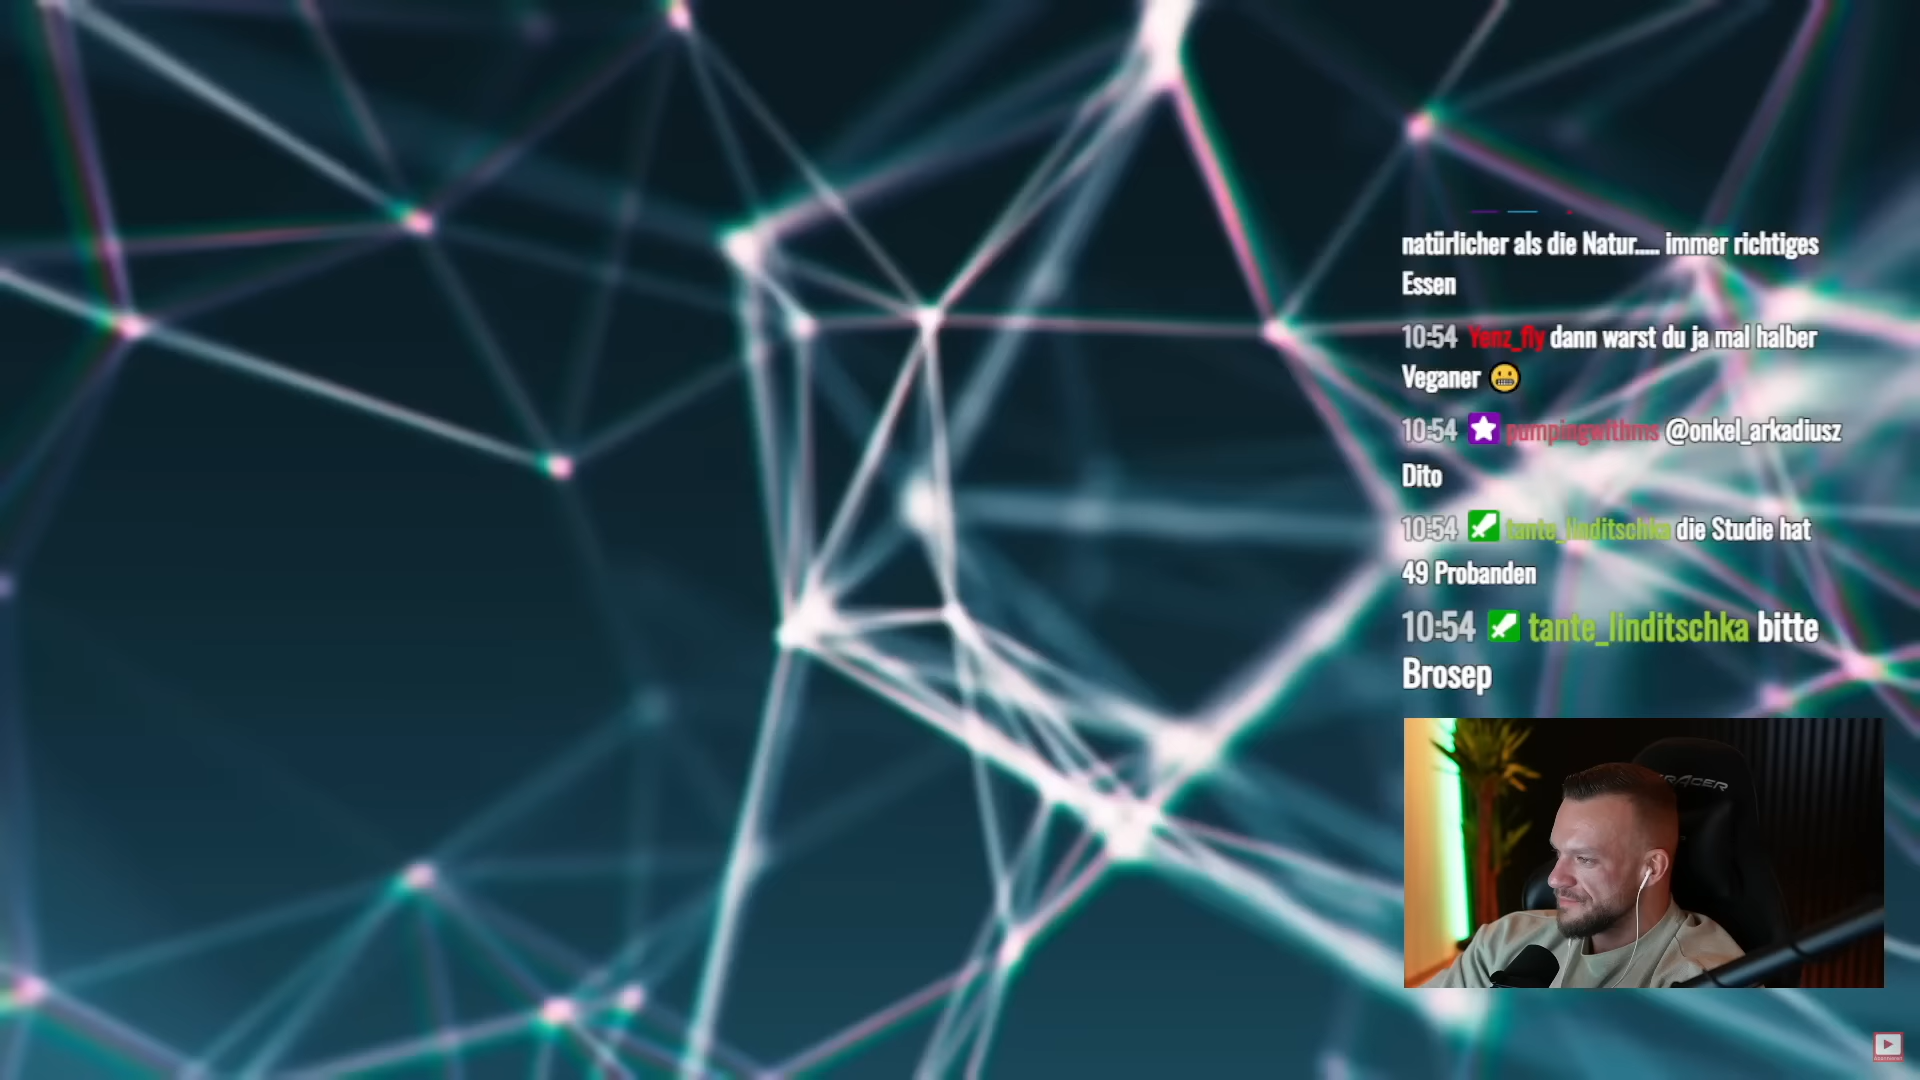 natürlicher als die Natur..... immer richtiges
Essen
10:54 Yenz_fly dann warst du ja mal halber
Veganer 😬
10:54 pumpingwithms @onkel_arkadiusz
Dito
10:54 tante_linditschka die Studie hat
49 Probanden
10:54 tante_linditschka bitte
Brosep